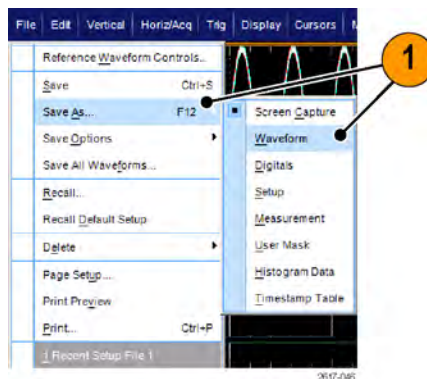 File Edit Vertical Horiz/Acq Trig Display Cursors
Reference Waveform Controls..
Save Ctrl+S
Save As... F12
Save Options
Save All Waveforms...
Recall...
Recall Default Setup
Delete
Page Setup...
Print Preview
Print... Ctrl+P
1 Recent Setup File 1
Screen Capture
Waveform
Digitals
Setup
Measurement
User Mask
Histogram Data
Timestamp Table
1
2617-046